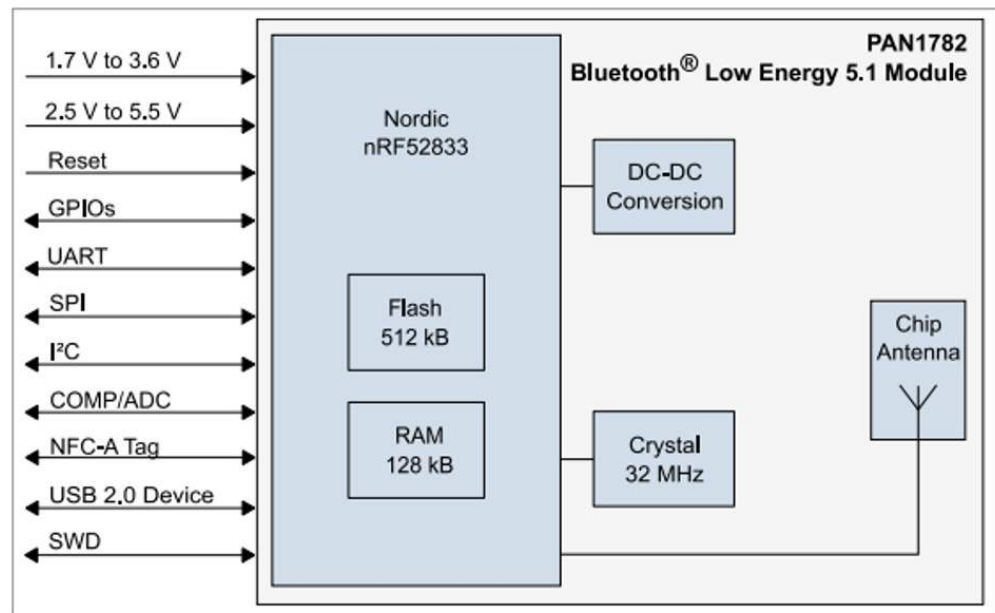 PAN1782
Bluetooth® Low Energy 5.1 Module
1.7 V to 3.6 V
2.5 V to 5.5 V
Reset
GPIOs
UART
SPI
I²C
COMP/ADC
NFC-A Tag
USB 2.0 Device
SWD
Nordic
nRF52833
Flash
512 kB
RAM
128 kB
DC-DC
Conversion
Crystal
32 MHz
Chip
Antenna